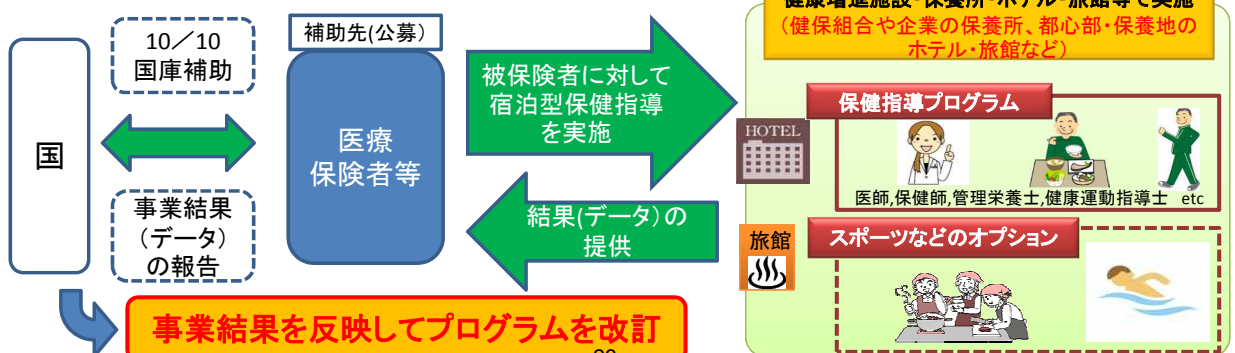 国
10／10
国庫補助
事業結果
（データ）
の報告
補助先(公募）
医療
保険者等
被保険者に対して
宿泊型保健指導
を実施
結果(データ）の
提供
事業結果を反映してプログラムを改訂
健康増進施設・保養所・ホテル・旅館等で実施
（健保組合や企業の保養所、都心部・保養地の
ホテル・旅館など）
保健指導プログラム
HOTEL
医師,保健師,管理栄養士,健康運動指導士　etc
旅館
スポーツなどのオプション